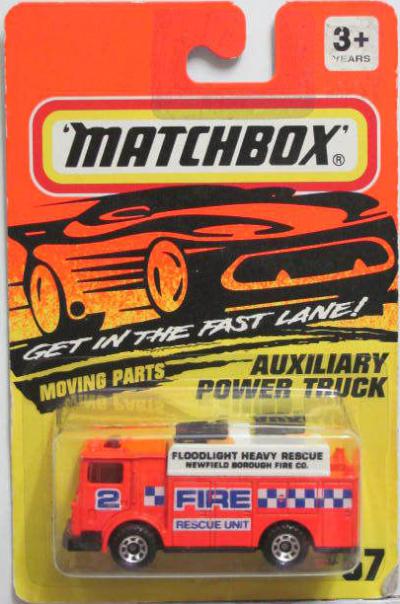 3+
YEARS
'MATCHBOX'®
GET IN THE FAST LANE!
MOVING PARTS
AUXILIARY
POWER TRUCK
FLOODLIGHT HEAVY RESCUE
NEWFIELD BOROUGH FIRE CO.
2 FIRE
RESCUE UNIT